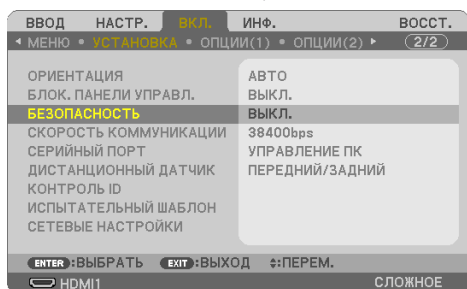 ВВОД НАСТР. ВКЛ. ИНФ. ВОССТ.
МЕНЮ • УСТАНОВКА • ОПЦИИ(1) • ОПЦИИ(2) (2/2)
ОРИЕНТАЦИЯ АВТО
БЛОК. ПАНЕЛИ УПРАВЛ. ВЫКЛ.
БЕЗОПАСНОСТЬ ВЫКЛ.
СКОРОСТЬ КОММУНИКАЦИИ 38400bps
СЕРИЙНЫЙ ПОРТ УПРАВЛЕНИЕ ПК
ДИСТАНЦИОННЫЙ ДАТЧИК ПЕРЕДНИЙ/ЗАДНИЙ
КОНТРОЛЬ ID
ИСПЫТАТЕЛЬНЫЙ ШАБЛОН
СЕТЕВЫЕ НАСТРОЙКИ
ENTER :ВЫБРАТЬ EXIT :ВЫХОД :ПЕРЕМ.
HDMI1 СЛОЖНОЕ